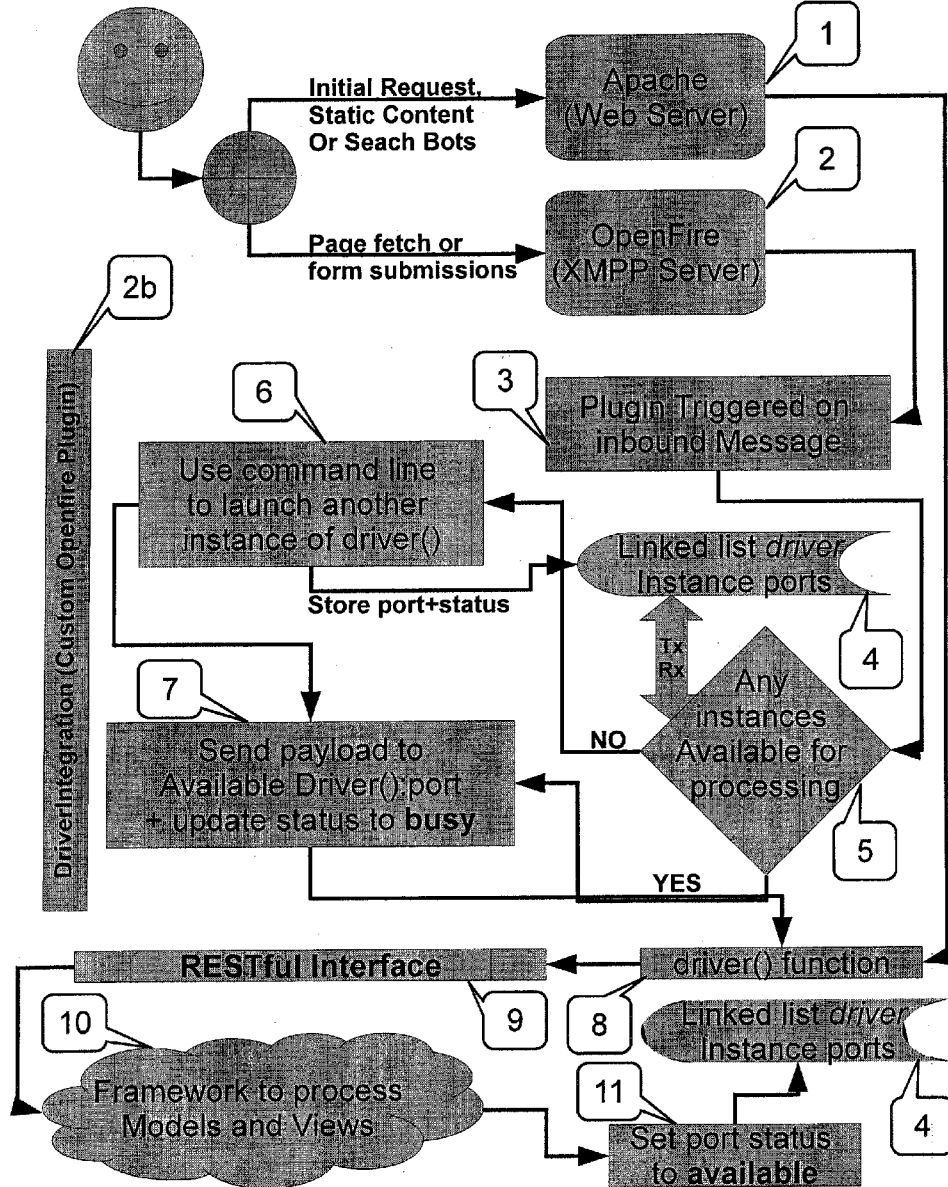 1
Initial Request,
Static Content
Or Seach Bots
Apache
(Web Server)
2
Page fetch or
form submissions
OpenFire
(XMPP Server)
2b
DriverIntegration (Custom Openfire Plugin)
3
Plugin Triggered on
inbound Message
6
Use command line
to launch another
instance of driver()
Store port+status
Linked list driver
Instance ports
4
Tx
Rx
Any
instances
Available for
processing
5
NO
YES
7
Send payload to
Available Driver():port
+ update status to busy
driver() function
8
RESTful Interface
9
10
Framework to process
Models and Views
Linked list driver
Instance ports
4
11
Set port status
to available